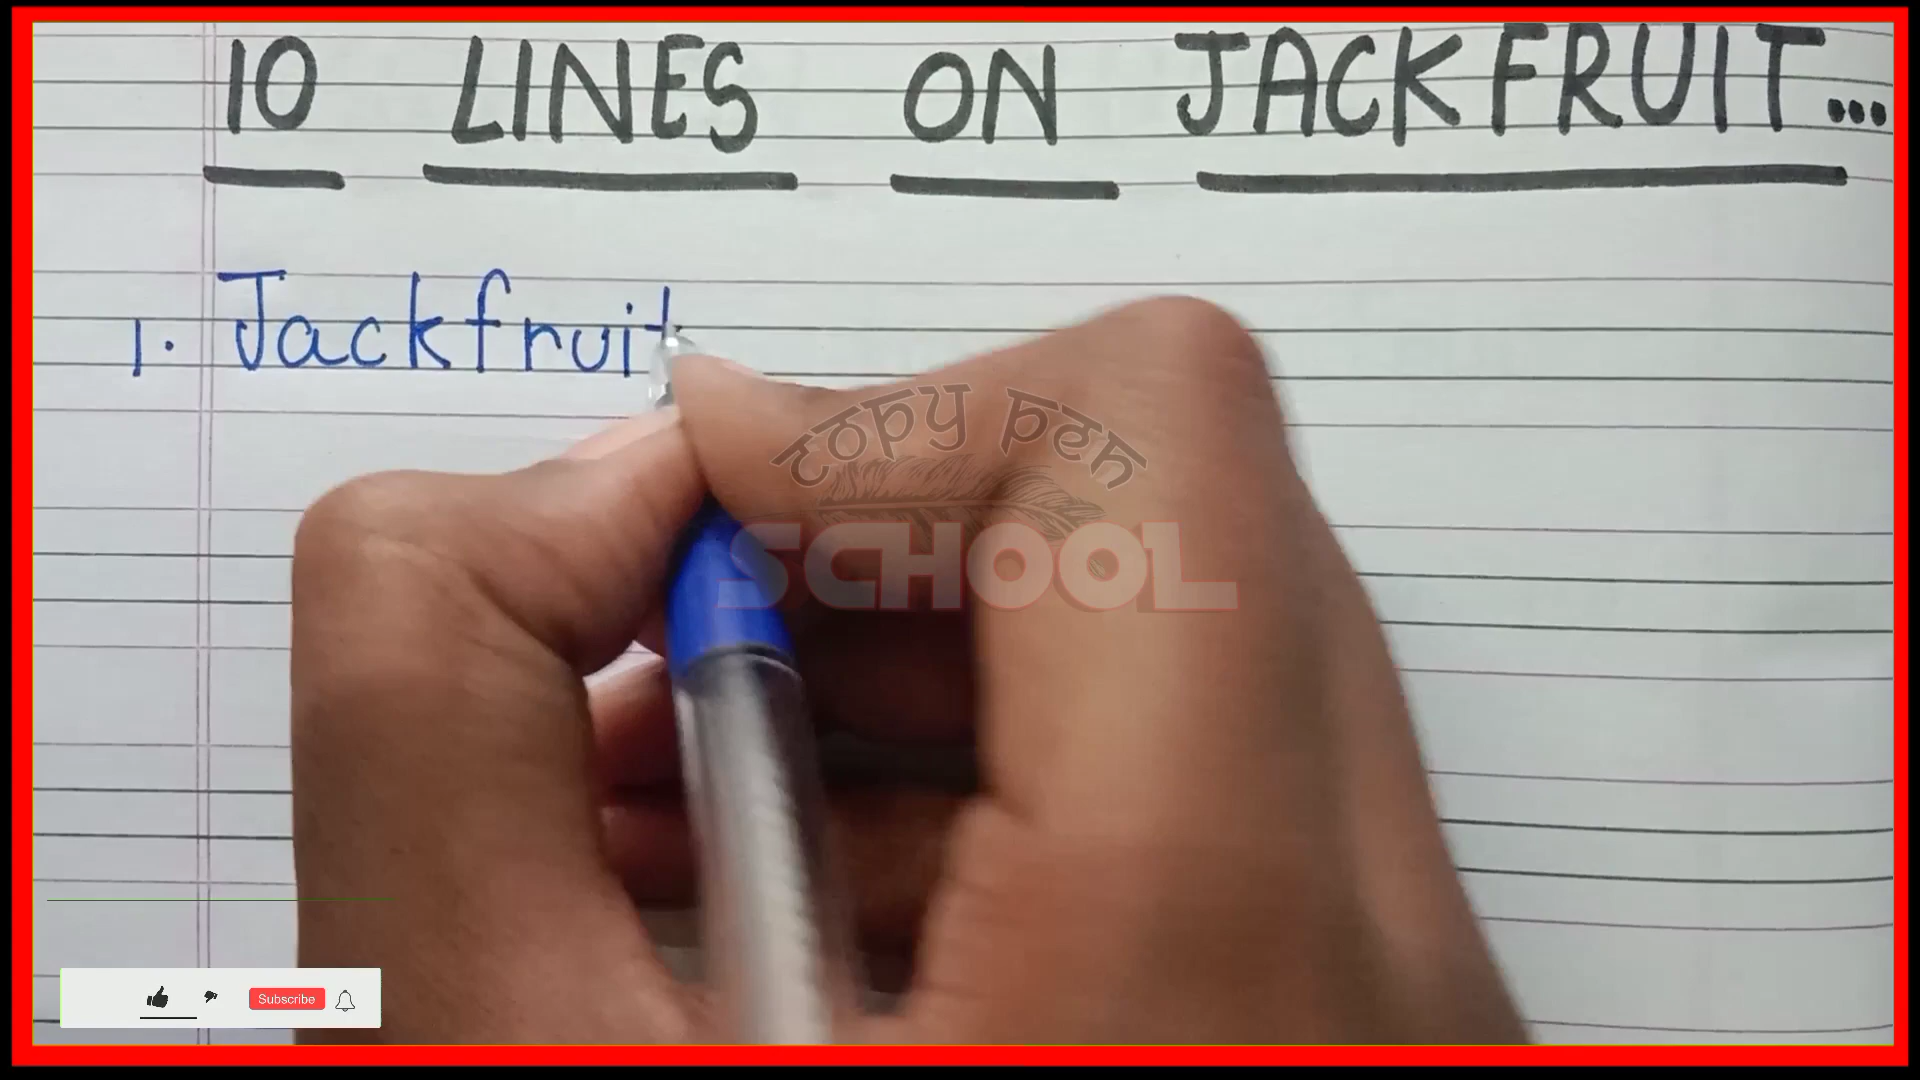 10 LINES ON JACKFRUIT...
1. Jackfruit
copy pen
SCHOOL
Subscribe